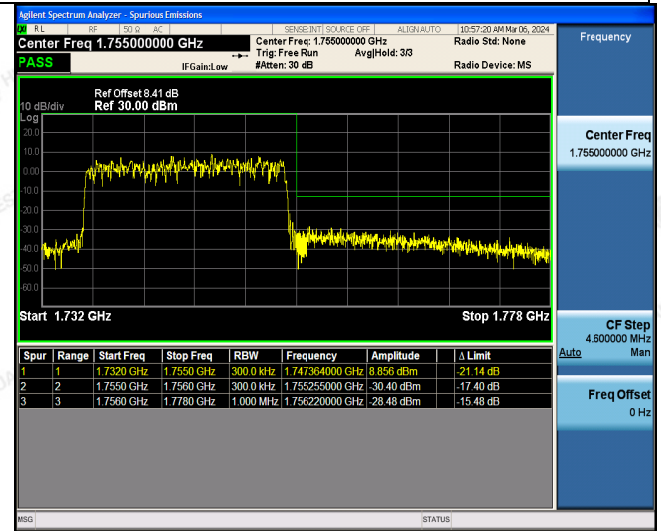 Agilent Spectrum Analyzer - Spurious Emissions
RL RF 50 Ω AC SENSE:INT SOURCE OFF ALIGN AUTO 10:57:20 AM Mar 06, 2024
Center Freq 1.755000000 GHz
Center Freq: 1.755000000 GHz
Radio Std: None
Trig: Free Run Avg|Hold: 3/3
PASS
IFGain:Low
#Atten: 30 dB
Radio Device: MS
Ref Offset 8.41 dB
10 dB/div Ref 30.00 dBm
Log
20.0
10.0
0.00
-10.0
-20.0
-30.0
-40.0
-50.0
-60.0
Start 1.732 GHz Stop 1.778 GHz
Spur Range Start Freq Stop Freq RBW Frequency Amplitude Δ Limit
1 1 1.7320 GHz 1.7550 GHz 300.0 kHz 1.747364000 GHz 8.856 dBm -21.14 dB
2 2 1.7550 GHz 1.7560 GHz 300.0 kHz 1.755255000 GHz -30.40 dBm -17.40 dB
3 3 1.7560 GHz 1.7780 GHz 1.000 MHz 1.756220000 GHz -28.48 dBm -15.48 dB
MSG STATUS
Frequency
Center Freq
1.755000000 GHz
CF Step
4.600000 MHz
Auto Man
Freq Offset
0 Hz